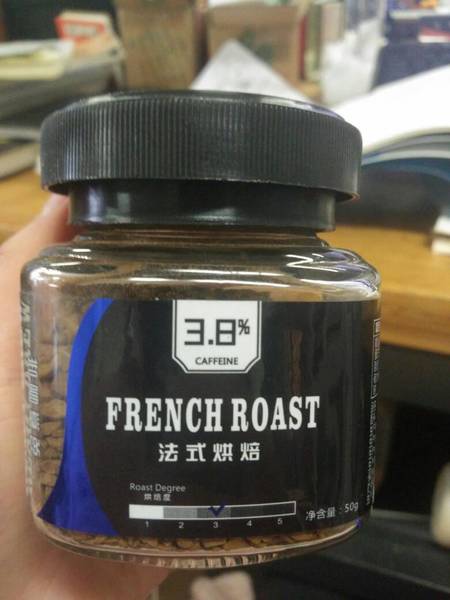 3.8%
CAFFEINE
FRENCH ROAST
法式烘焙
Roast Degree
烘焙度
1 2 3 4 5
净含量:50g